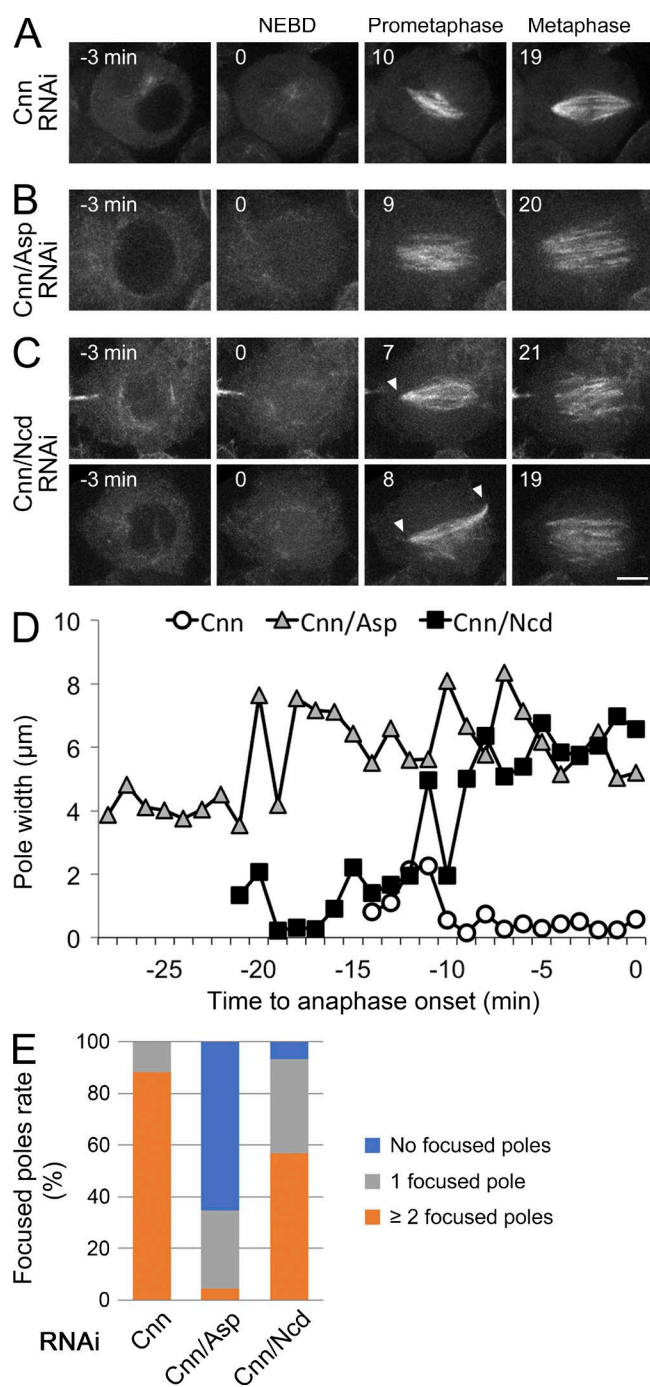 A
NEBD Prometaphase Metaphase
Cnn
RNAi
-3 min 0 10 19
B
Cnn/Asp
RNAi
-3 min 0 9 20
C
Cnn/Ncd
RNAi
-3 min 0 7 21
-3 min 0 8 19
D
Cnn Cnn/Asp Cnn/Ncd
Pole width (µm)
10
8
6
4
2
0
-25 -20 -15 -10 -5 0
Time to anaphase onset (min)
E
Focused poles rate
(%)
100
80
60
40
20
0
No focused poles
1 focused pole
≥ 2 focused poles
RNAi Cnn Cnn/Asp Cnn/Ncd